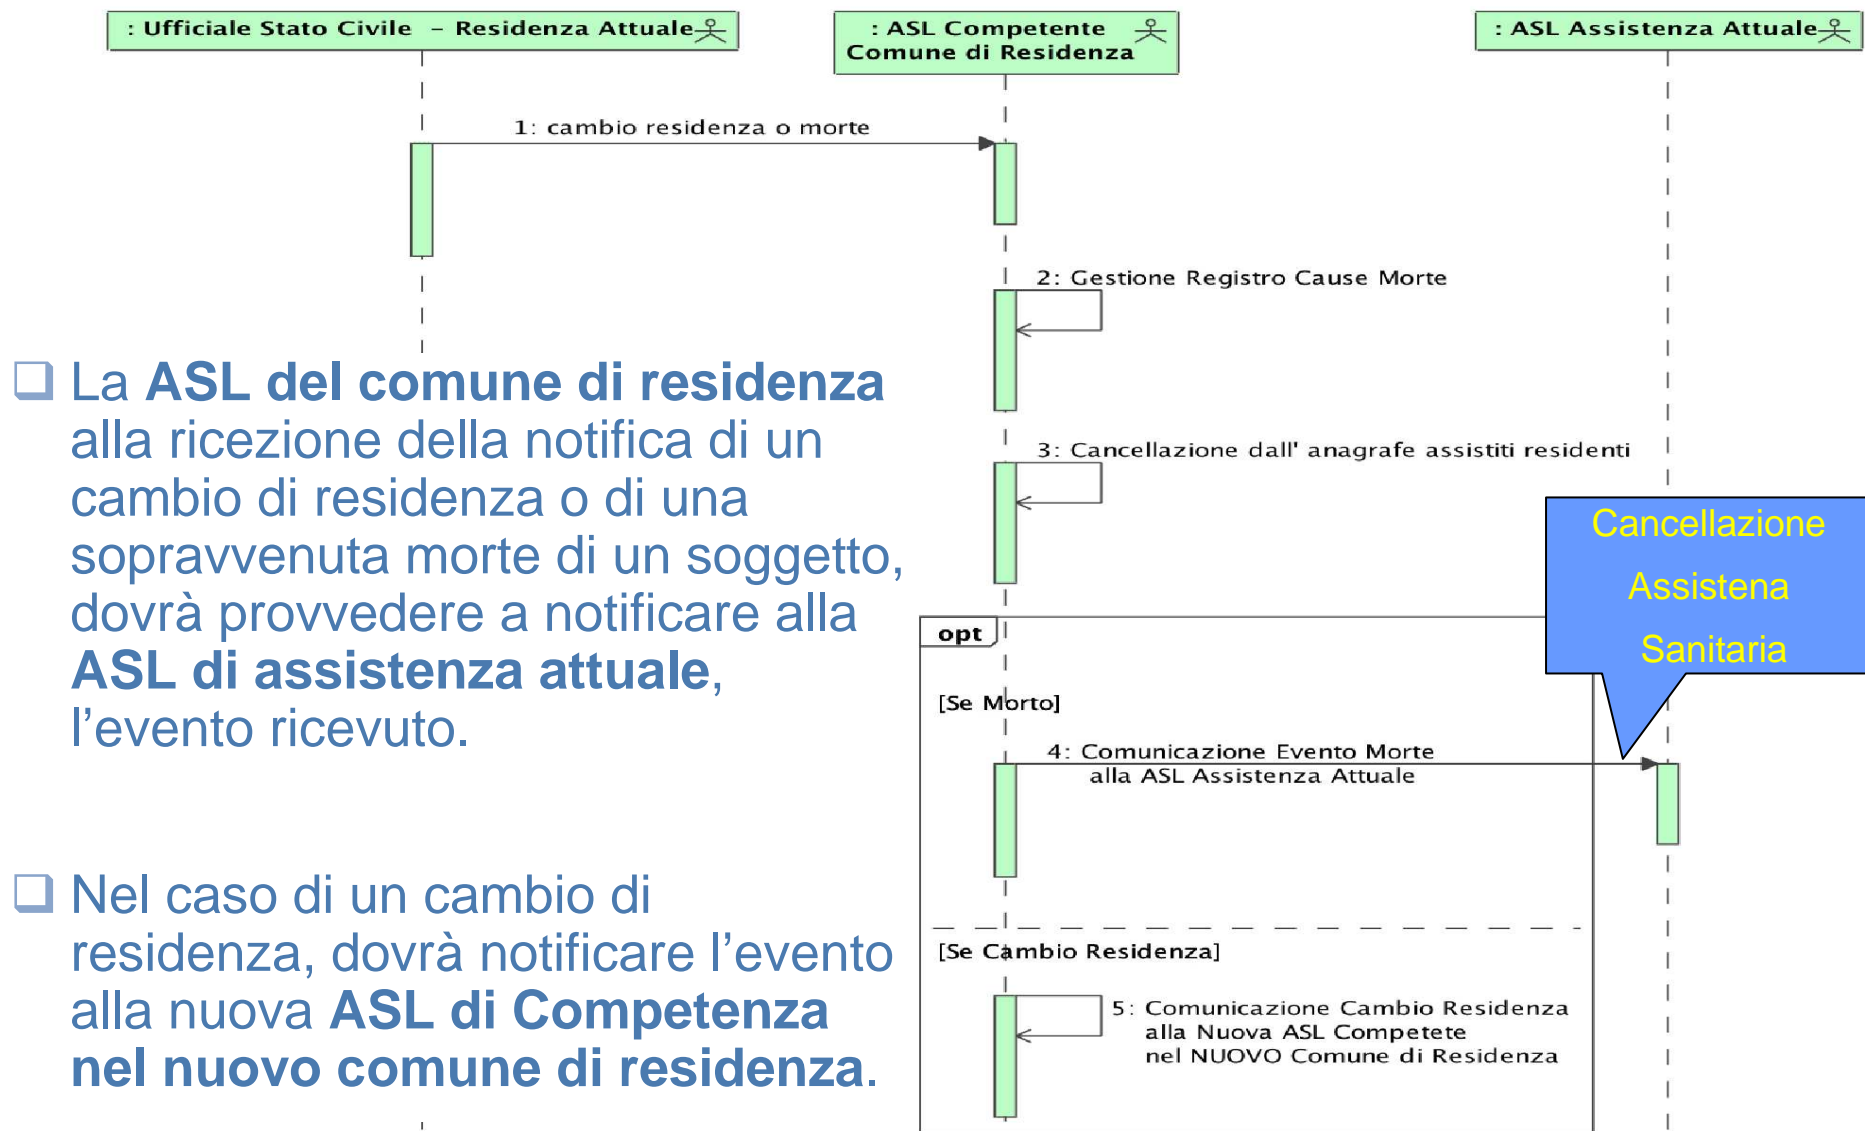 : Ufficiale Stato Civile – Residenza Attuale
: ASL Competente
Comune di Residenza
: ASL Assistenza Attuale
1: cambio residenza o morte
2: Gestione Registro Cause Morte
❑ La ASL del comune di residenza
alla ricezione della notifica di un
cambio di residenza o di una
sopravvenuta morte di un soggetto,
dovrà provvedere a notificare alla
ASL di assistenza attuale,
l’evento ricevuto.
3: Cancellazione dall' anagrafe assistiti residenti
Cancellazione
Assistena
Sanitaria
opt
[Se Morto]
4: Comunicazione Evento Morte
alla ASL Assistenza Attuale
❑ Nel caso di un cambio di
residenza, dovrà notificare l’evento
alla nuova ASL di Competenza
nel nuovo comune di residenza.
[Se Cambio Residenza]
5: Comunicazione Cambio Residenza
alla Nuova ASL Competete
nel NUOVO Comune di Residenza